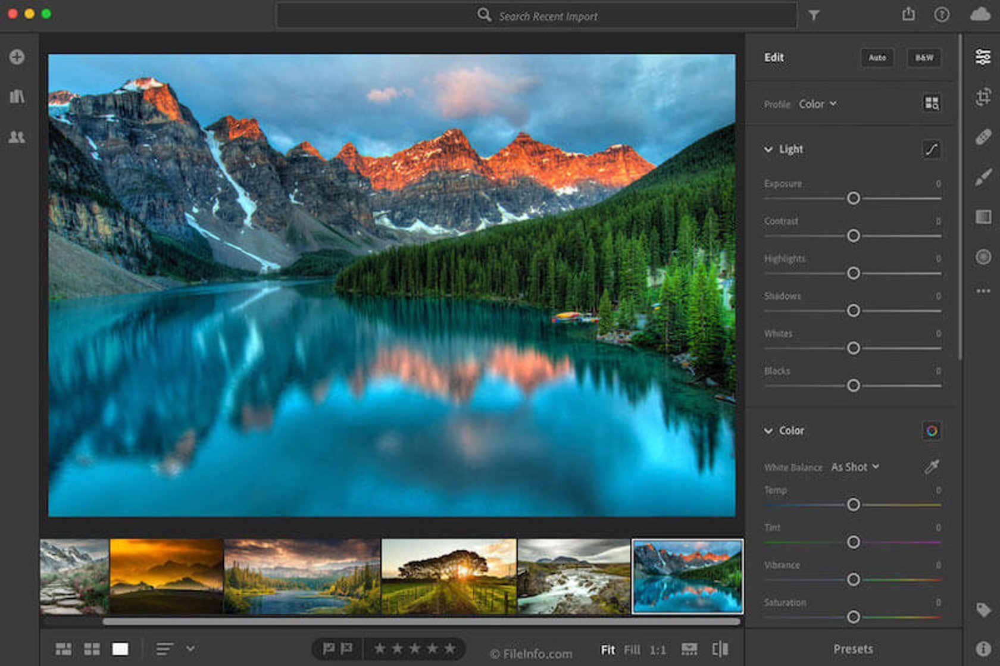 Search Recent Import
Edit
Auto
B&W
Profile Color
Light
Exposure 0
Contrast 0
Highlights 0
Shadows 0
Whites 0
Blacks 0
Color
White Balance As Shot
Temp 0
Tint 0
Vibrance 0
Saturation 0
© FileInfo.com
Fit Fill 1:1
Presets